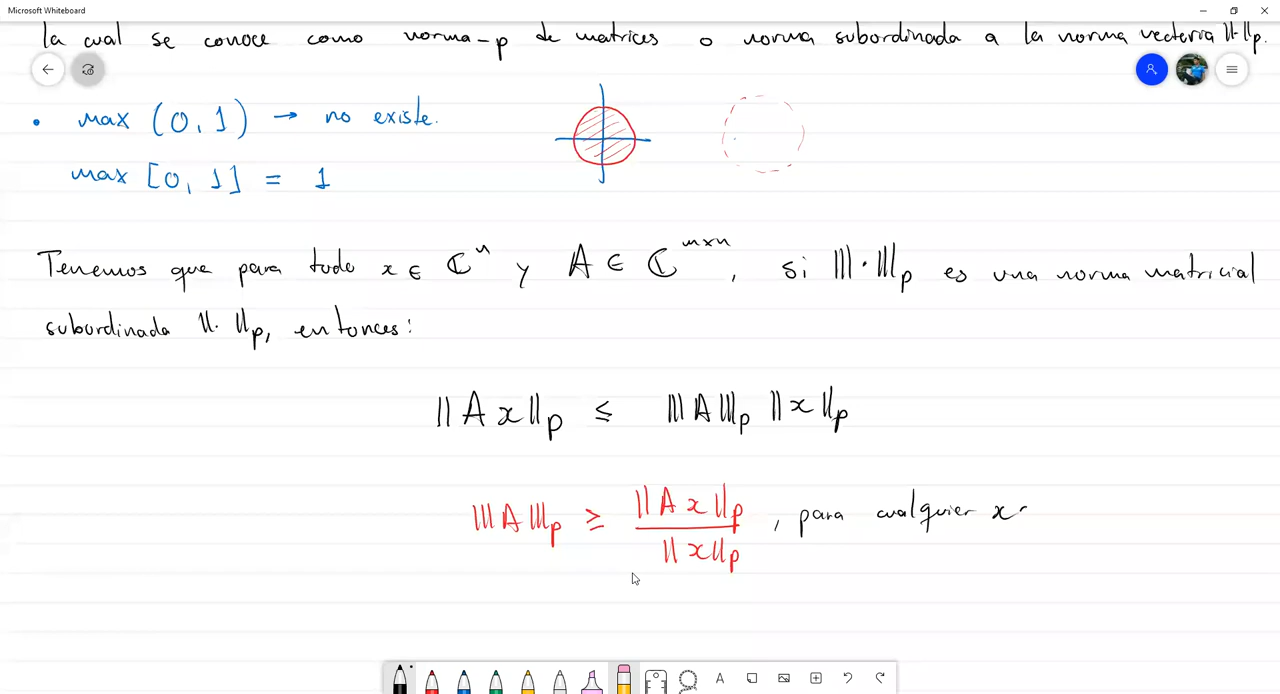 Microsoft Whiteboard
la cual se conoce como norma-p de matrices o norma subordinada a la norma vectorial ||·||p.
• max (0, 1) → no existe.
max [0, 1] = 1
Tenemos que para todo x ∈ ℂⁿ y A ∈ ℂᵐˣⁿ, si |||·|||p es una norma matricial
subordinada ||·||p, entonces:
||Ax||p ≤ |||A|||p ||x||p
|||A|||p ≥ ||Ax||p / ||x||p , para cualquier x